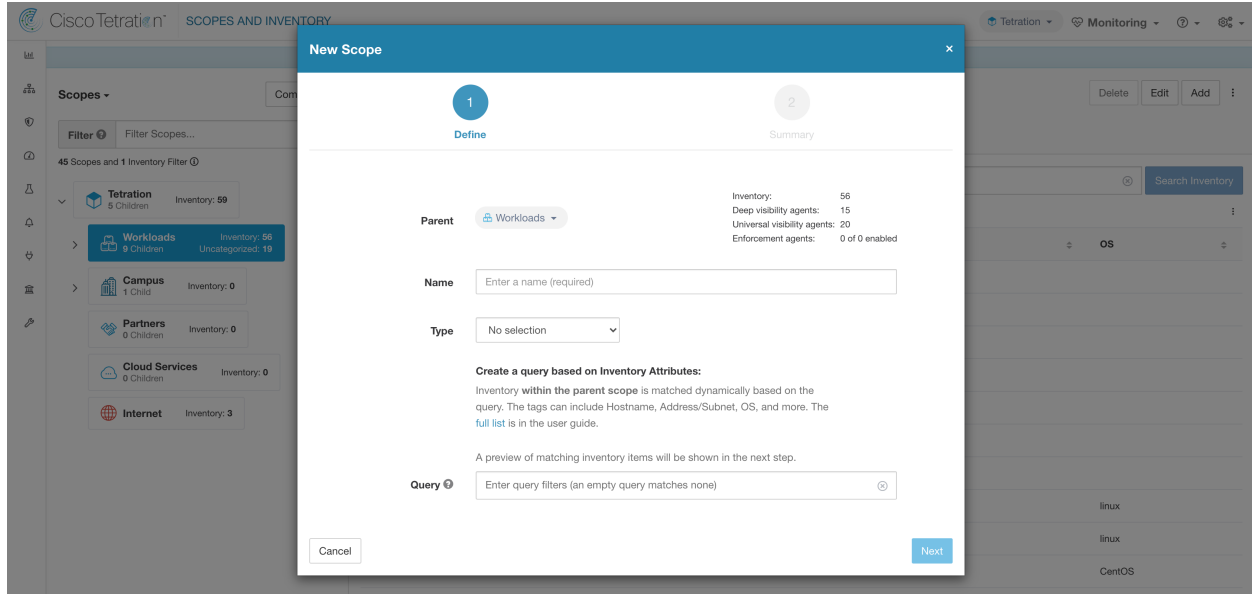 Cisco Tetration™ SCOPES AND INVENTORY
Tetration
Monitoring
New Scope
×
Scopes
Com
Delete
Edit
Add
1
Define
2
Summary
Filter
Filter Scopes...
45 Scopes and 1 Inventory Filter
Search Inventory
Tetration
5 Children
Inventory: 59
Workloads
9 Children
Inventory: 56
Uncategorized: 19
Campus
1 Child
Inventory: 0
Partners
0 Children
Inventory: 0
Cloud Services
0 Children
Inventory: 0
Internet
Inventory: 3
Parent
Workloads
Inventory: 56
Deep visibility agents: 15
Universal visibility agents: 20
Enforcement agents: 0 of 0 enabled
Name
Enter a name (required)
Type
No selection
Create a query based on Inventory Attributes:
Inventory within the parent scope is matched dynamically based on the
query. The tags can include Hostname, Address/Subnet, OS, and more. The
full list is in the user guide.
A preview of matching inventory items will be shown in the next step.
Query
Enter query filters (an empty query matches none)
Cancel
Next
OS
linux
linux
CentOS